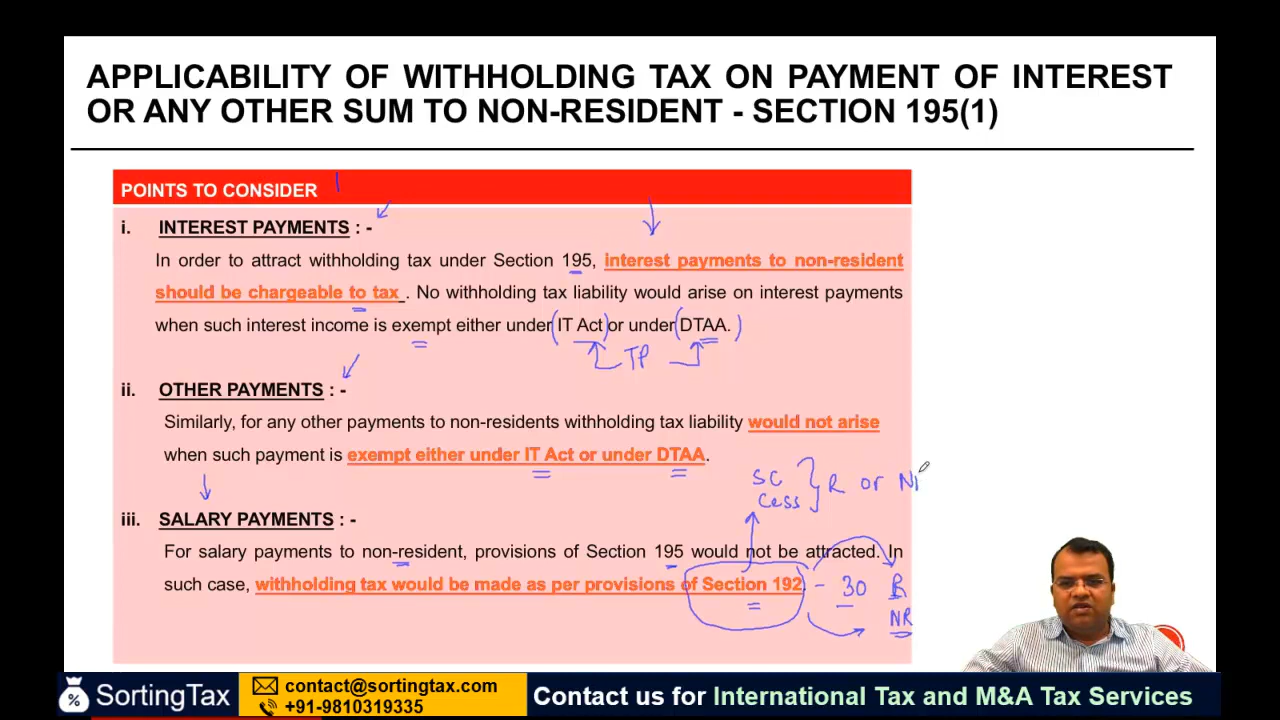 APPLICABILITY OF WITHHOLDING TAX ON PAYMENT OF INTEREST
OR ANY OTHER SUM TO NON-RESIDENT - SECTION 195(1)
POINTS TO CONSIDER
i. INTEREST PAYMENTS : -
In order to attract withholding tax under Section 195, interest payments to non-resident
should be chargeable to tax . No withholding tax liability would arise on interest payments
when such interest income is exempt either under (IT Act) or under (DTAA.)
TP
ii. OTHER PAYMENTS : -
Similarly, for any other payments to non-residents withholding tax liability would not arise
when such payment is exempt either under IT Act or under DTAA.
SC
Cess } R or
iii. SALARY PAYMENTS : -
For salary payments to non-resident, provisions of Section 195 would not be attracted. In
such case, withholding tax would be made as per provisions of Section 192. - 30 R
NR
SortingTax
contact@sortingtax.com
+91-9810319335
Contact us for International Tax and M&A Tax Services